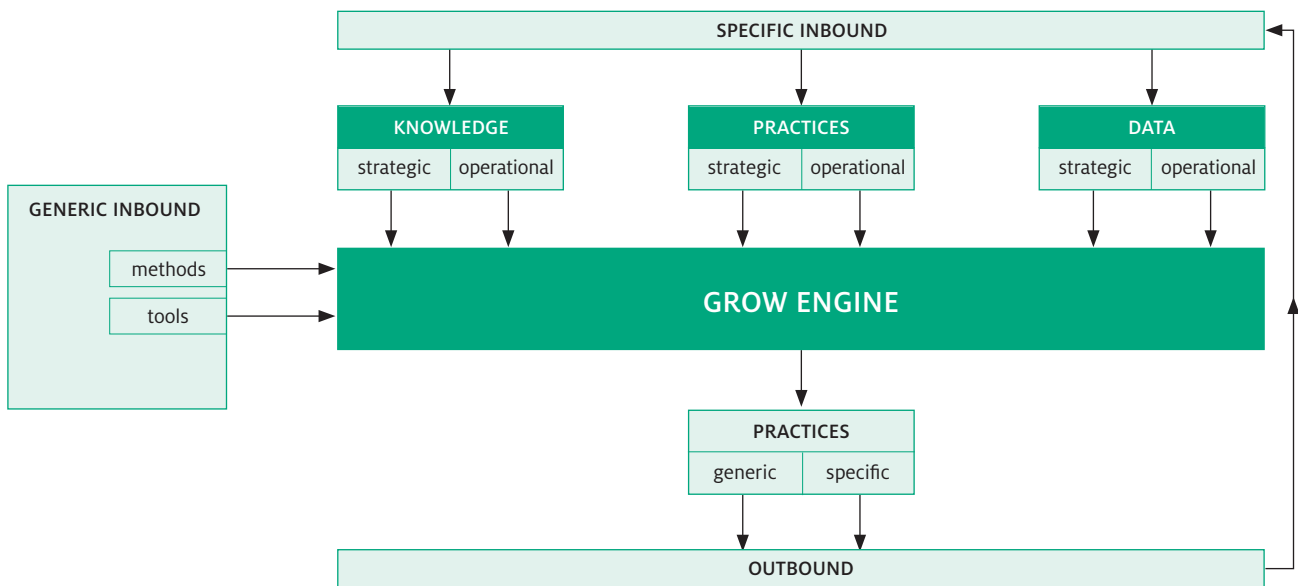 SPECIFIC INBOUND
KNOWLEDGE
strategic operational
PRACTICES
strategic operational
DATA
strategic operational
GENERIC INBOUND
methods
tools
GROW ENGINE
PRACTICES
generic specific
OUTBOUND